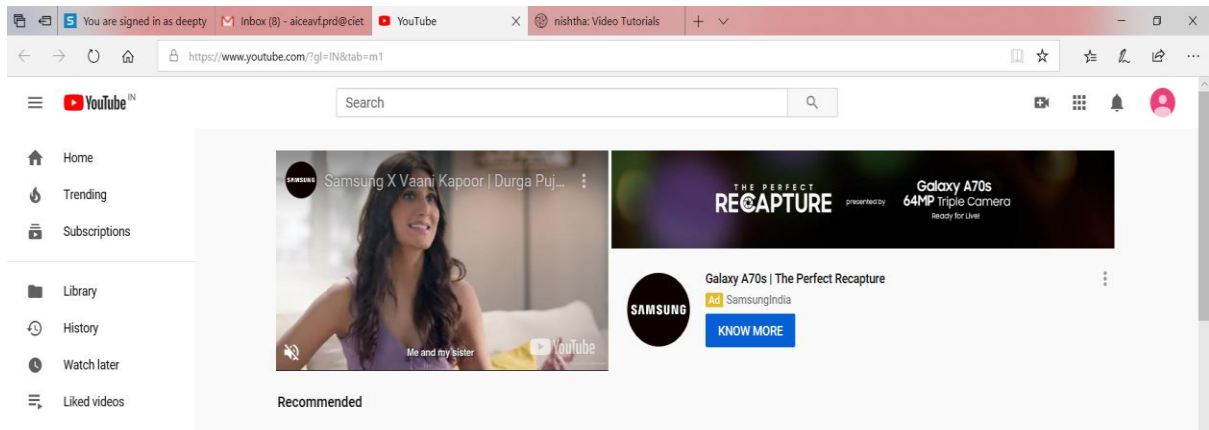 You are signed in as deepty
Inbox (8) - aiceavf.prd@ciet
YouTube
nishtha: Video Tutorials
https://www.youtube.com/?gl=IN&tab=m1
YouTube IN
Search
Home
Trending
Subscriptions
Library
History
Watch later
Liked videos
SAMSUNG
Samsung X Vaani Kapoor | Durga Puj...
Me and my sister
YouTube
THE PERFECT
RECAPTURE
presented by
Galaxy A70s
64MP Triple Camera
Ready for Live!
SAMSUNG
Galaxy A70s | The Perfect Recapture
Ad SamsungIndia
KNOW MORE
Recommended